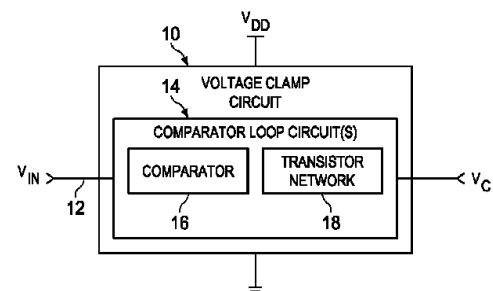 V_DD
10
VOLTAGE CLAMP
CIRCUIT
14
COMPARATOR LOOP CIRCUIT(S)
V_IN
COMPARATOR
TRANSISTOR
NETWORK
V_C
12
16
18